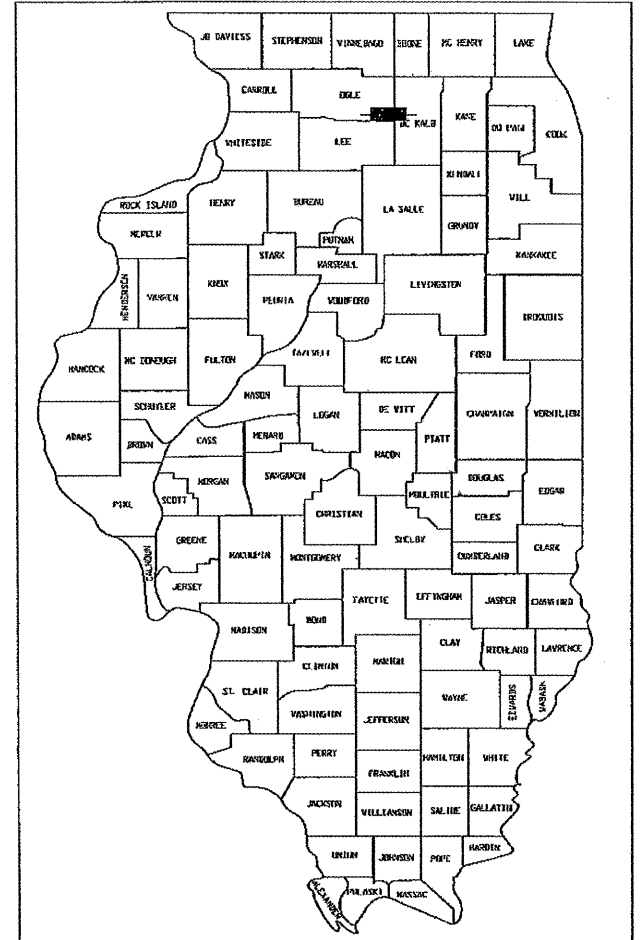 JO DAVIESS
STEPHENSON
WINNEBAGO
BOONE
MC HENRY
LAKE
CARROLL
OGLE
DE KALB
KANE
DU PAGE
COOK
WHITESIDE
LEE
KENDALL
WILL
ROCK ISLAND
HENRY
BUREAU
LA SALLE
GRUNDY
MERCER
PUTNAM
KANKAKEE
STARK
MARSHALL
HENDERSON
WARREN
KNOX
PEORIA
WOODFORD
LIVINGSTON
IROQUOIS
HANCOCK
MC DONOUGH
FULTON
TAZEWELL
MC LEAN
FORD
MASON
SCHUYLER
LOGAN
DE WITT
CHAMPAIGN
VERMILION
ADAMS
BROWN
CASS
MENARD
MACON
PIATT
PIKE
MORGAN
SANGAMON
DOUGLAS
EDGAR
SCOTT
CHRISTIAN
MOULTRIE
COLES
GREENE
MACOUPIN
MONTGOMERY
SHELBY
CUMBERLAND
CLARK
CALHOUN
JERSEY
FAYETTE
EFFINGHAM
JASPER
CRAWFORD
MADISON
BOND
CLAY
RICHLAND
LAWRENCE
CLINTON
MARION
ST. CLAIR
WAYNE
EDWARDS
WABASH
WASHINGTON
JEFFERSON
MONROE
RANDOLPH
PERRY
HAMILTON
WHITE
FRANKLIN
JACKSON
WILLIAMSON
SALINE
GALLATIN
UNION
JOHNSON
POPE
HARDIN
ALEXANDER
PULASKI
MASSAC